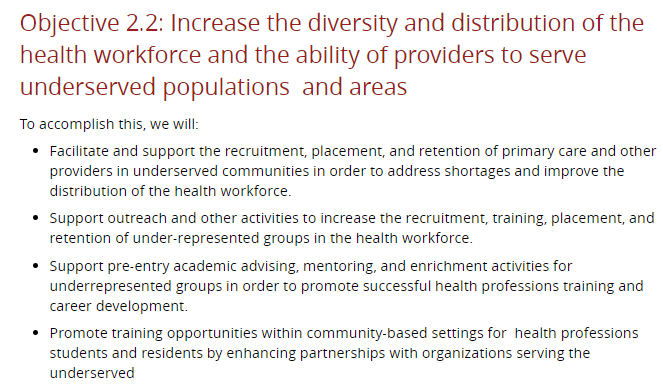 Objective 2.2: Increase the diversity and distribution of the
health workforce and the ability of providers to serve
underserved populations  and areas
To accomplish this, we will:
• Facilitate and support the recruitment, placement, and retention of primary care and other
providers in underserved communities in order to address shortages and improve the
distribution of the health workforce.
• Support outreach and other activities to increase the recruitment, training, placement, and
retention of under-represented groups in the health workforce.
• Support pre-entry academic advising, mentoring, and enrichment activities for
underrepresented groups in order to promote successful health professions training and
career development.
• Promote training opportunities within community-based settings for  health professions
students and residents by enhancing partnerships with organizations serving the
underserved